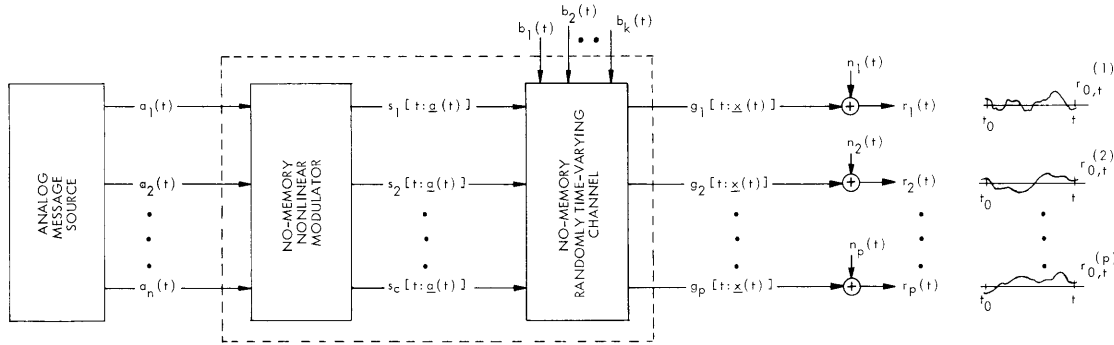 b₁(t)
b₂(t)
bₖ(t)
ANALOG
MESSAGE
SOURCE
a₁(t)
a₂(t)
aₙ(t)
NO-MEMORY
NONLINEAR
MODULATOR
s₁[t:a(t)]
s₂[t:a(t)]
s_c[t:a(t)]
NO-MEMORY
RANDOMLY TIME-VARYING
CHANNEL
g₁[t:x(t)]
g₂[t:x(t)]
gₚ[t:x(t)]
n₁(t)
+
r₁(t)
n₂(t)
+
r₂(t)
nₚ(t)
+
rₚ(t)
r₀,ₜ⁽¹⁾
t₀
t
r₀,ₜ⁽²⁾
t₀
t
r₀,ₜ⁽ᵖ⁾
t₀
t